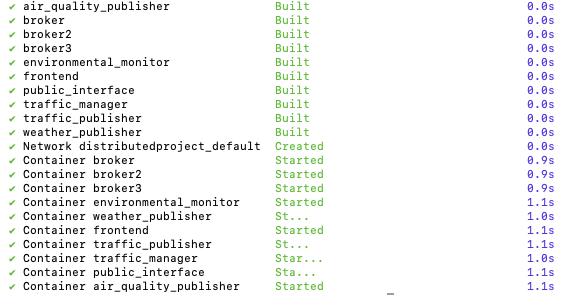 ✔ air_quality_publisher Built 0.0s
✔ broker Built 0.0s
✔ broker2 Built 0.0s
✔ broker3 Built 0.0s
✔ environmental_monitor Built 0.0s
✔ frontend Built 0.0s
✔ public_interface Built 0.0s
✔ traffic_manager Built 0.0s
✔ traffic_publisher Built 0.0s
✔ weather_publisher Built 0.0s
✔ Network distributedproject_default Created 0.0s
✔ Container broker Started 0.9s
✔ Container broker2 Started 0.9s
✔ Container broker3 Started 0.9s
✔ Container environmental_monitor Started 1.1s
✔ Container weather_publisher St... 1.0s
✔ Container frontend Started 1.1s
✔ Container traffic_publisher St... 1.1s
✔ Container traffic_manager Star... 1.0s
✔ Container public_interface Sta... 1.1s
✔ Container air_quality_publisher Started 1.1s